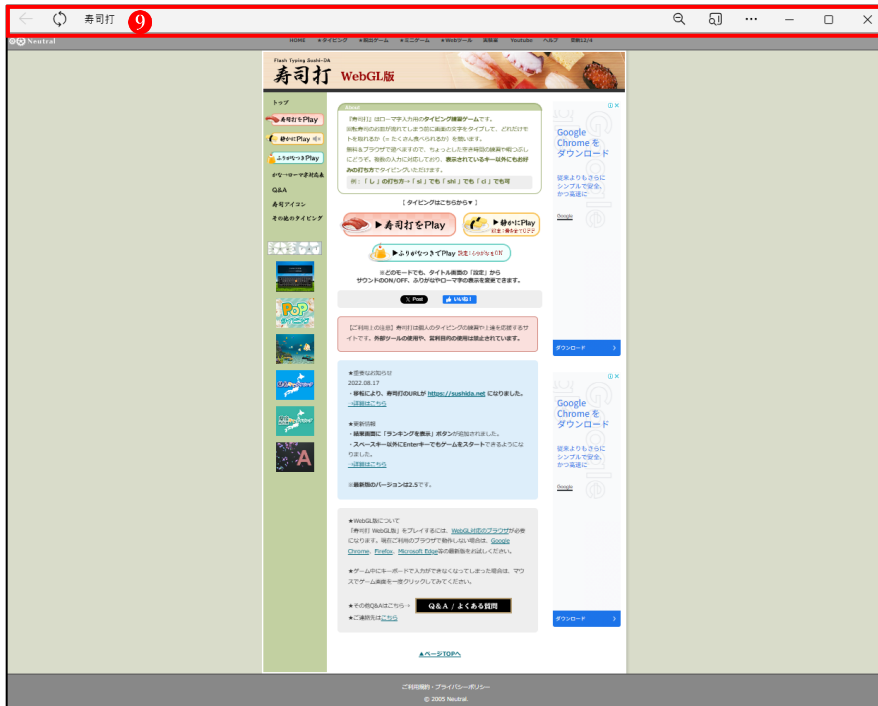 寿司打
9
Neutral
HOME ★タイピング ★脱出ゲーム ★ミニゲーム ★Webツール Youtube ヘルプ 更新12/4
Flash Typing Sushi-DA
寿司打 WebGL版
トップ
寿司打をPlay
静かにPlay
ふりがなつきPlay
かな→ローマ字対応表
Q&A
寿司アイコン
その他のタイピング
POP
タイピング
A
About
『寿司打』はローマ字入力用のタイピング練習ゲームです。
回転寿司のお皿が流れてしまう前に画面の文字をタイプして、どれだけモ
トを取れるか（= たくさん食べられるか）を競います。
無料＆ブラウザで遊べますので、ちょっとした空き時間の練習や暇つぶし
にどうぞ。複数の入力に対応しており、表示されているキー以外にもお好
みの打ち方でタイピングいただけます。
例：「 し 」の打ち方→「 si 」でも「 shi 」でも「 ci 」でも可
【 タイピングはこちらから▼ 】
▶寿司打をPlay
▶静かにPlay
▶ふりがなつきでPlay 設定:ふりがなをON
※どのモードでも、タイトル画面の「設定」から
サウンドのON/OFF、ふりがなやローマ字の表示を変更できます。
X Post
いいね！
【ご利用上の注意】寿司打は個人のタイピングの練習や上達を応援するサ
イトです。外部ツールの使用や、営利目的の使用は禁止されています。
★重要なお知らせ
2022.08.17
・移転により、寿司打のURLが https://sushida.net になりました。
→詳細はこちら
★更新情報
・結果画面に「ランキングを表示」ボタンが追加されました。
・スペースキー以外にEnterキーでもゲームをスタートできるようにな
りました。
→詳細はこちら
※最新版のバージョンは2.5です。
★WebGL版について
「寿司打 WebGL版」をプレイするには、WebGL対応のブラウザが必要
になります。現在ご利用のブラウザで動作しない場合は、Google
Chrome、Firefox、Microsoft Edge等の最新版をお試しください。
★ゲーム中にキーボードで入力ができなくなってしまった場合は、マウ
スでゲーム画面を一度クリックしてみてください。
★その他Q&Aはこちら→ Q&A / よくある質問
★ご連絡先はこちら
▲ページTOPへ
Google
Chrome を
ダウンロード
従来よりもさらに
シンプルで安全、
かつ高速に
Google
ダウンロード
Google
Chrome を
ダウンロード
従来よりもさらに
シンプルで安全、
かつ高速に
Google
ダウンロード
ご利用規約・プライバシーポリシー
© 2005 Neutral.